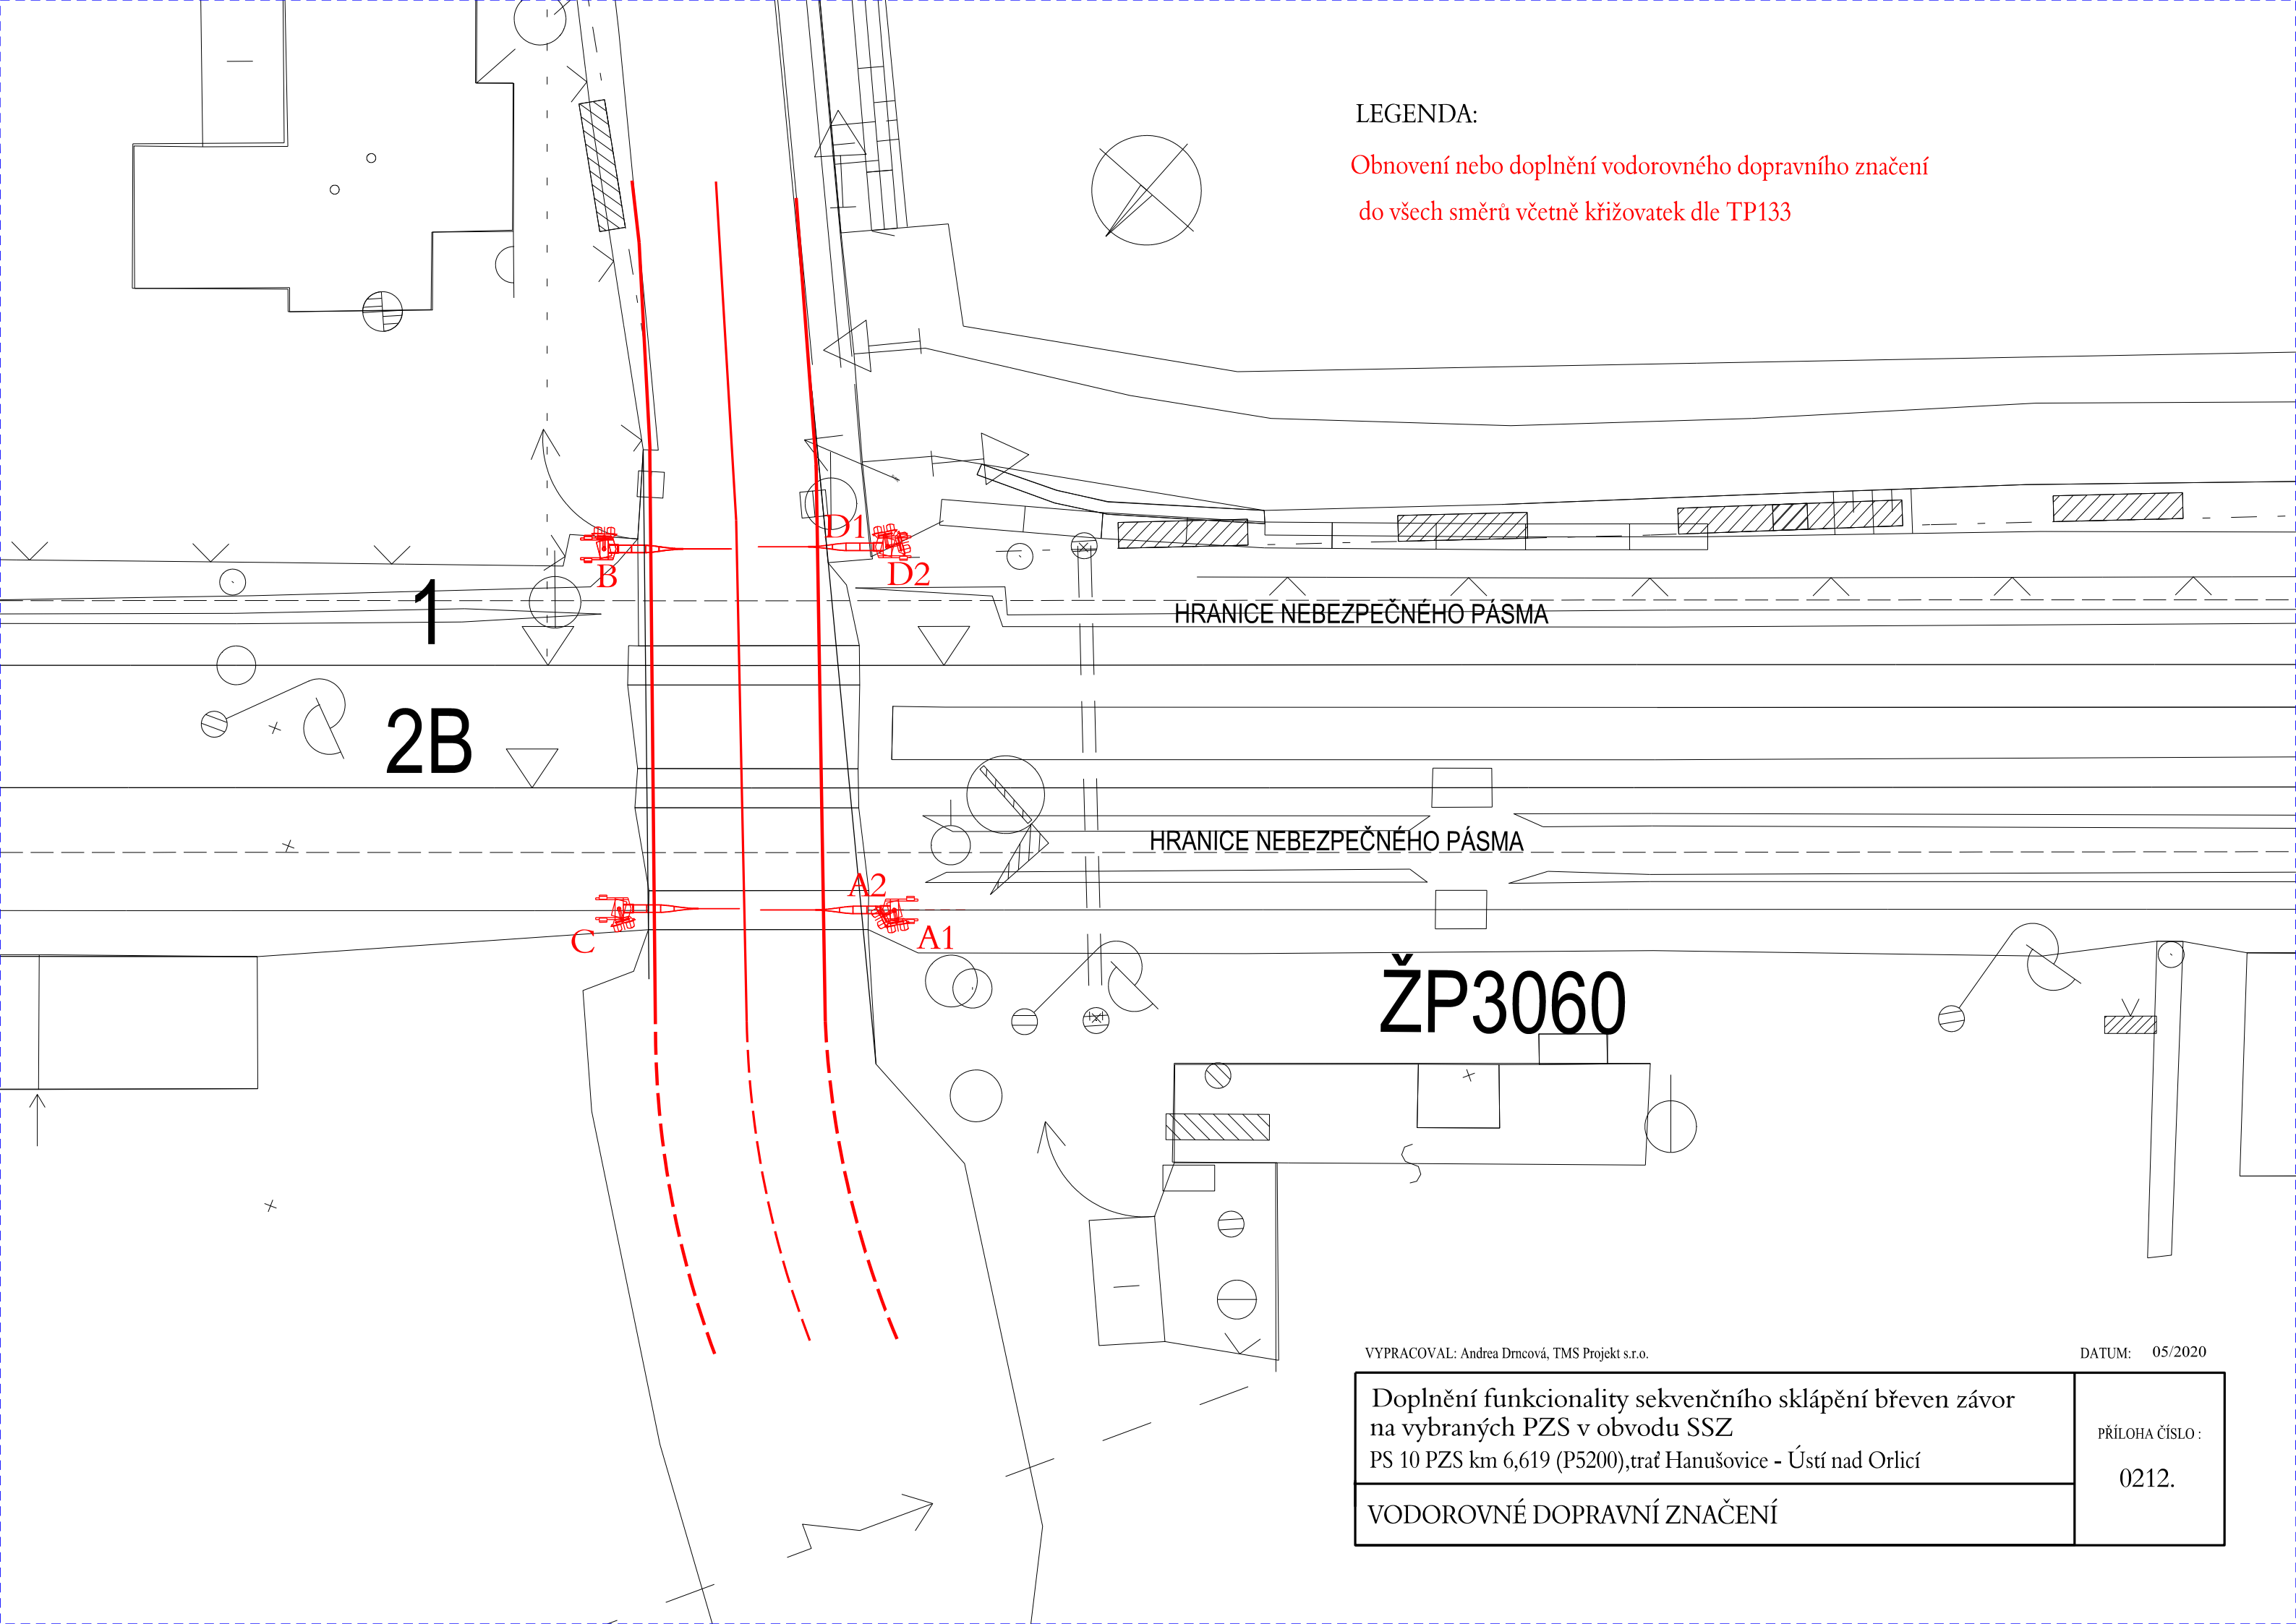 LEGENDA:
Obnovení nebo doplnění vodorovného dopravního značení
do všech směrů včetně křižovatek dle TP133
D1
B
D2
1
HRANICE NEBEZPEČNÉHO PÁSMA
2B
HRANICE NEBEZPEČNÉHO PÁSMA
A2
C
A1
ŽP3060
VYPRACOVAL: Andrea Drncová, TMS Projekt s.r.o.
DATUM: 05/2020
Doplnění funkcionality sekvenčního sklápění břeven závor
na vybraných PZS v obvodu SSZ
PS 10 PZS km 6,619 (P5200),trať Hanušovice - Ústí nad Orlicí
PŘÍLOHA ČÍSLO :
0212.
VODOROVNÉ DOPRAVNÍ ZNAČENÍ